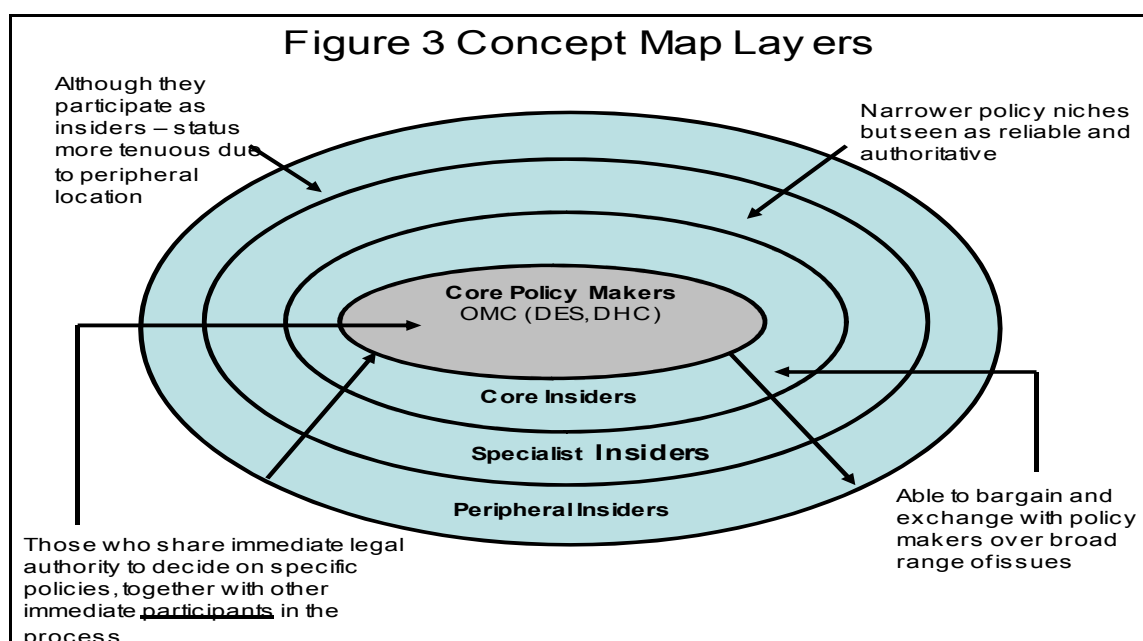 Figure 3 Concept Map Layers
Although they
participate as
insiders – status
more tenuous due
to peripheral
location
Narrower policy niches
but seen as reliable and
authoritative
Core Policy Makers
OMC (DES, DHC)
Core Insiders
Specialist Insiders
Peripheral Insiders
Able to bargain and
exchange with policy
makers over broad
range of issues
Those who share immediate legal
authority to decide on specific
policies, together with other
immediate participants in the
process